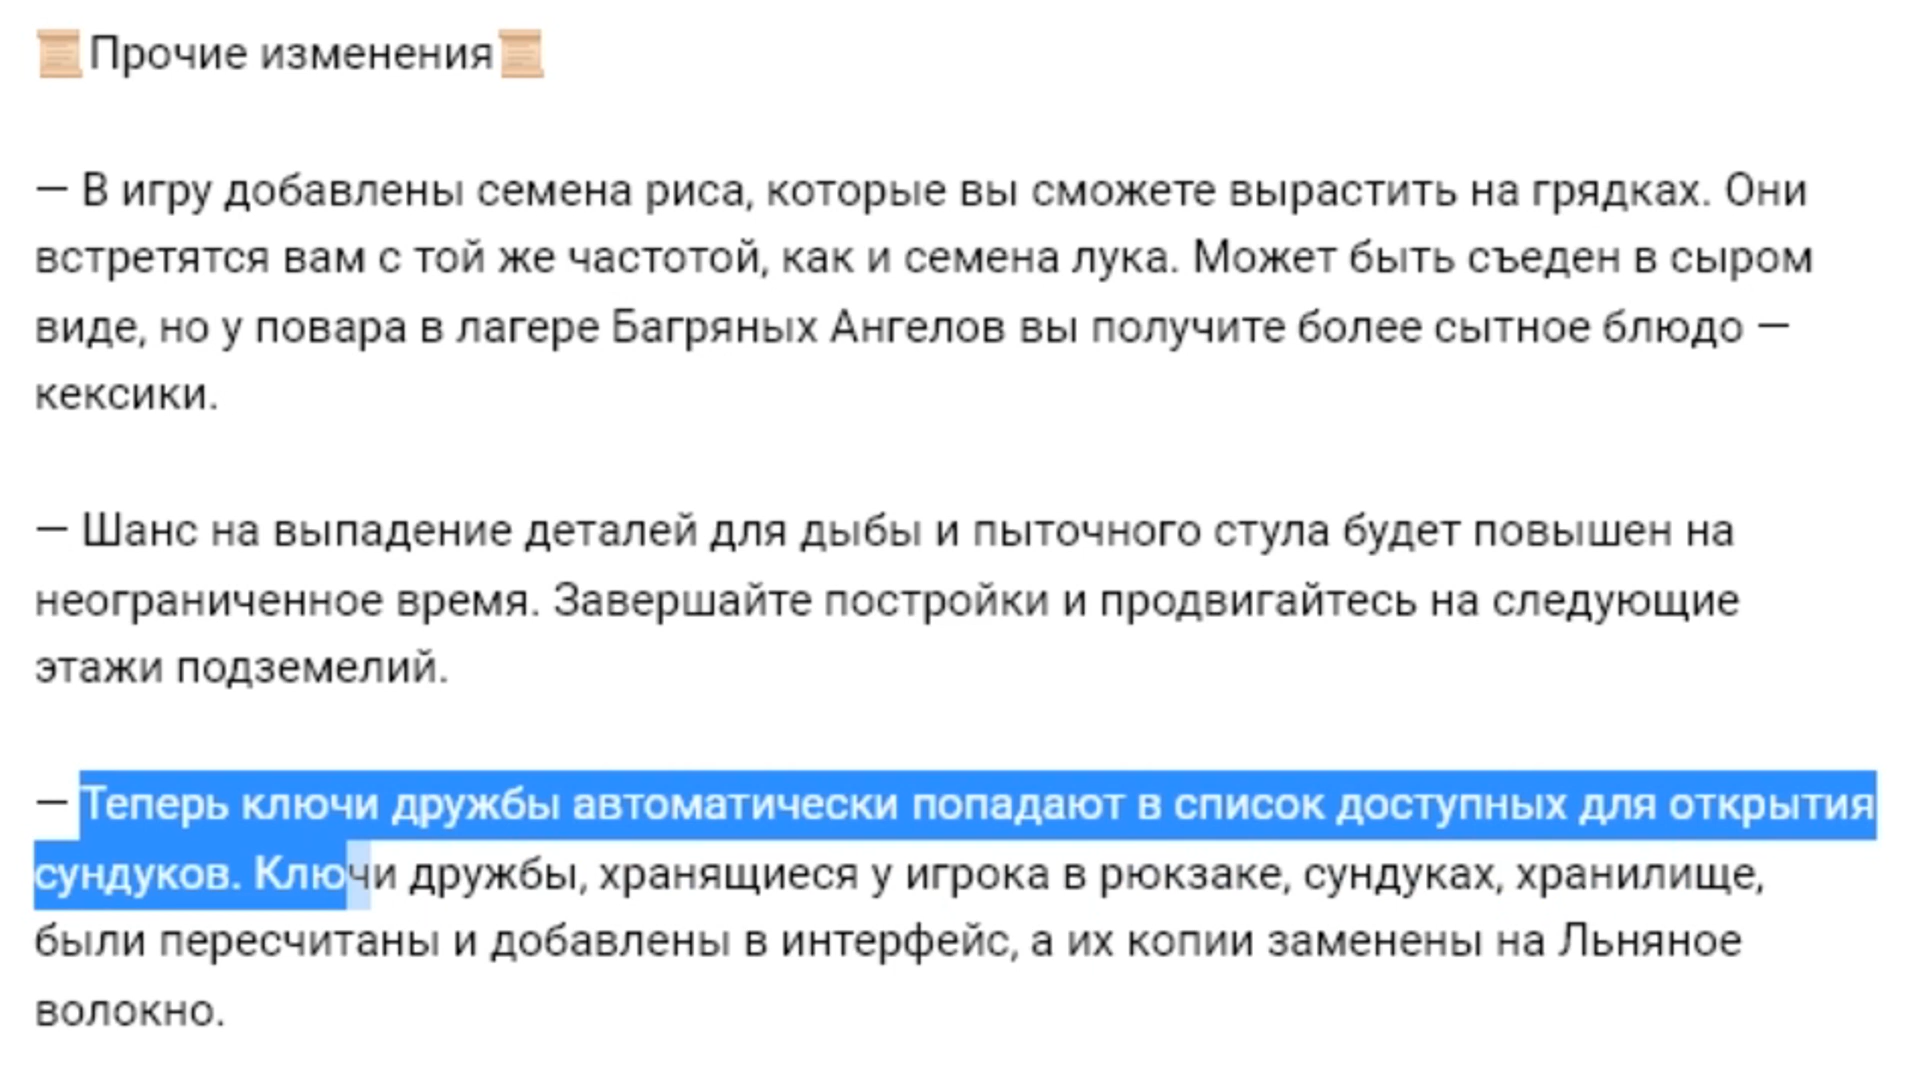 📜Прочие изменения📜
— В игру добавлены семена риса, которые вы сможете вырастить на грядках. Они
встретятся вам с той же частотой, как и семена лука. Может быть съеден в сыром
виде, но у повара в лагере Багряных Ангелов вы получите более сытное блюдо —
кексики.
— Шанс на выпадение деталей для дыбы и пыточного стула будет повышен на
неограниченное время. Завершайте постройки и продвигайтесь на следующие
этажи подземелий.
— Теперь ключи дружбы автоматически попадают в список доступных для открытия
сундуков. Ключи дружбы, хранящиеся у игрока в рюкзаке, сундуках, хранилище,
были пересчитаны и добавлены в интерфейс, а их копии заменены на Льняное
волокно.